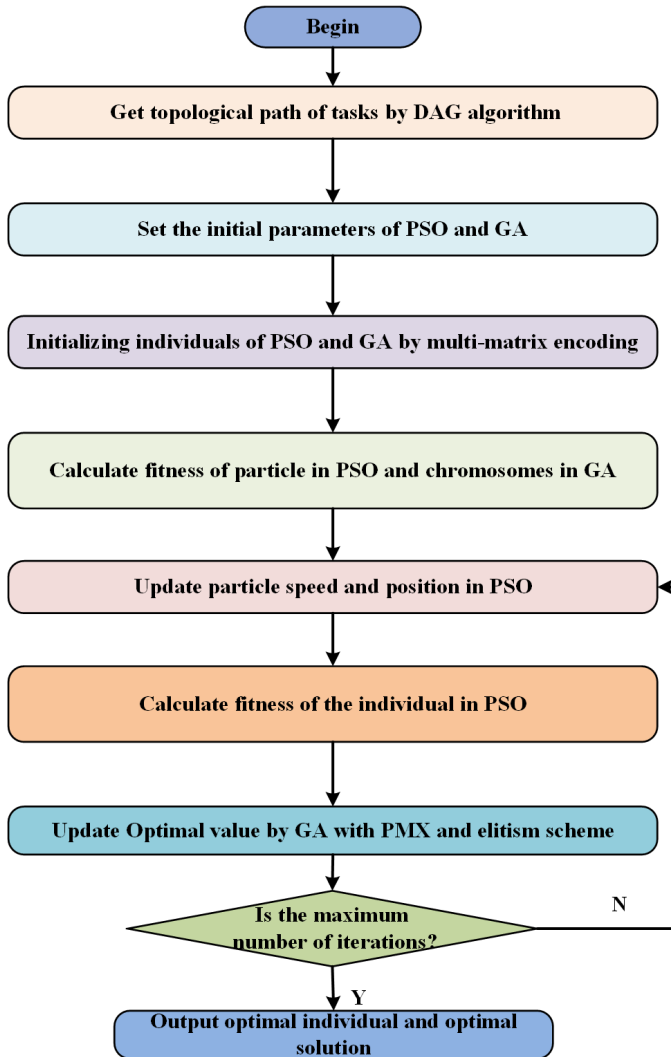 Begin
Get topological path of tasks by DAG algorithm
Set the initial parameters of PSO and GA
Initializing individuals of PSO and GA by multi-matrix encoding
Calculate fitness of particle in PSO and chromosomes in GA
Update particle speed and position in PSO
Calculate fitness of the individual in PSO
Update Optimal value by GA with PMX and elitism scheme
Is the maximum
number of iterations?
N
Y
Output optimal individual and optimal
solution